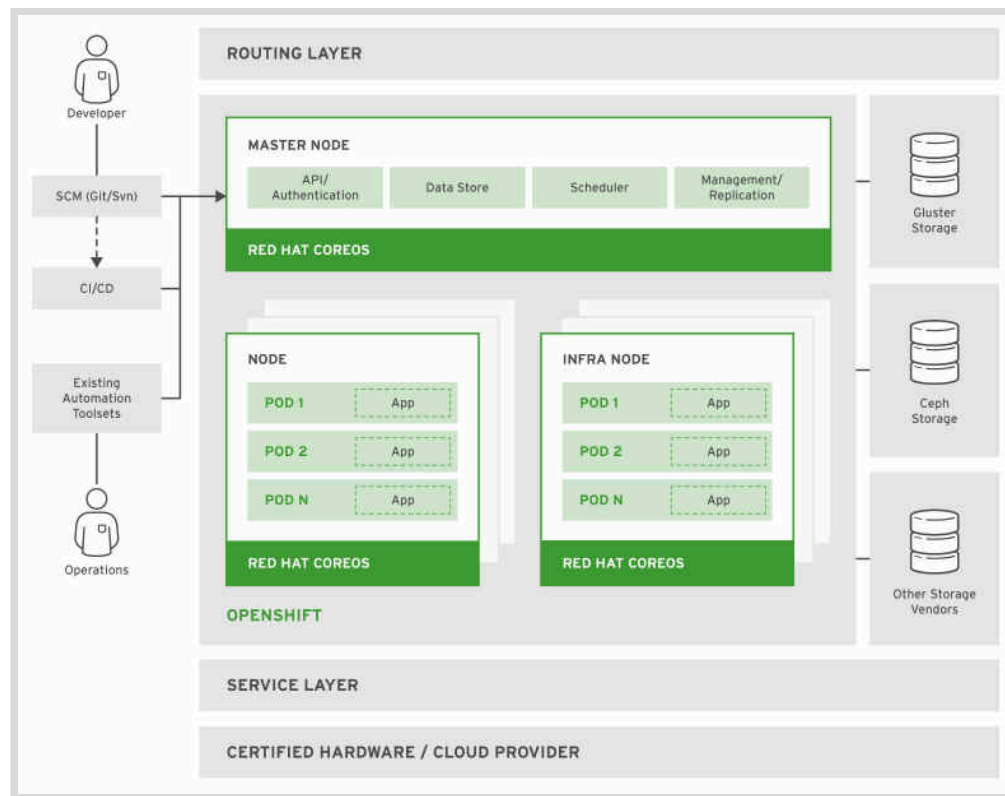 ROUTING LAYER
Developer
SCM (Git/Svn)
CI/CD
Existing
Automation
Toolsets
Operations
MASTER NODE
API/
Authentication
Data Store
Scheduler
Management/
Replication
RED HAT COREOS
NODE
POD 1
App
POD 2
App
POD N
App
RED HAT COREOS
INFRA NODE
POD 1
App
POD 2
App
POD N
App
RED HAT COREOS
OPENSHIFT
Gluster
Storage
Ceph
Storage
Other Storage
Vendors
SERVICE LAYER
CERTIFIED HARDWARE / CLOUD PROVIDER